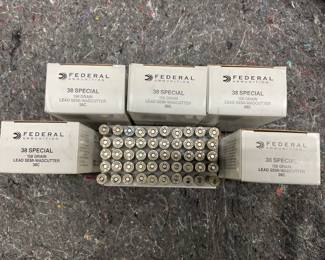 FEDERAL
AMMUNITION
38 SPECIAL
158 GRAIN
LEAD SEMI-WADCUTTER
38C
FEDERAL
AMMUNITION
38 SPECIAL
158 GRAIN
LEAD SEMI-WADCUTTER
38C
FEDERAL
AMMUNITION
38 SPECIAL
158 GRAIN
LEAD SEMI-WADCUTTER
38C
FEDERAL
AMMUNITION
38 SPECIAL
158 GRAIN
LEAD SEMI-WADCUTTER
38C
FEDERAL
AMMUNITION
38 SPECIAL
158 GRAIN
LEAD SEMI-WADCUTTER
38C